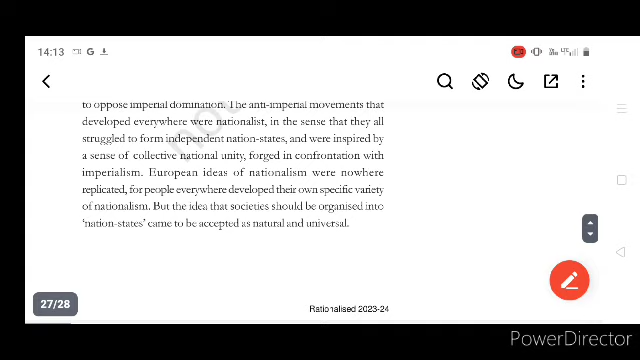 14:13 G
to oppose imperial domination. The anti-imperial movements that
developed everywhere were nationalist, in the sense that they all
struggled to form independent nation-states, and were inspired by
a sense of collective national unity, forged in confrontation with
imperialism. European ideas of nationalism were nowhere
replicated, for people everywhere developed their own specific variety
of nationalism. But the idea that societies should be organised into
‘nation-states’ came to be accepted as natural and universal.
27/28
Rationalised 2023-24
PowerDirector